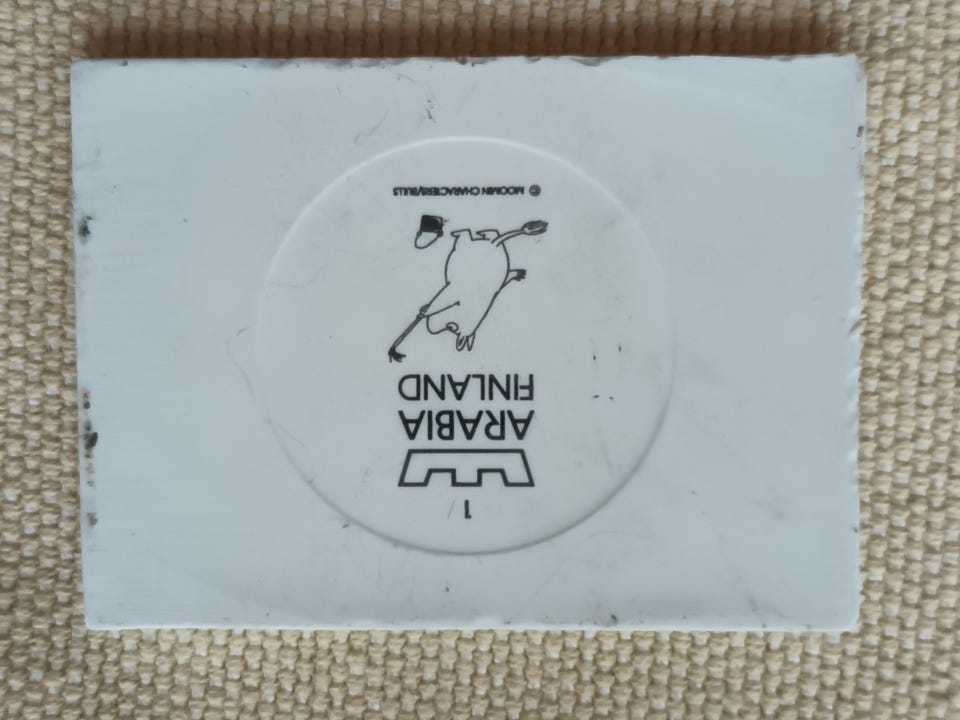 1
ARABIA
FINLAND
© MOOMIN CHARACTERS/BULLS